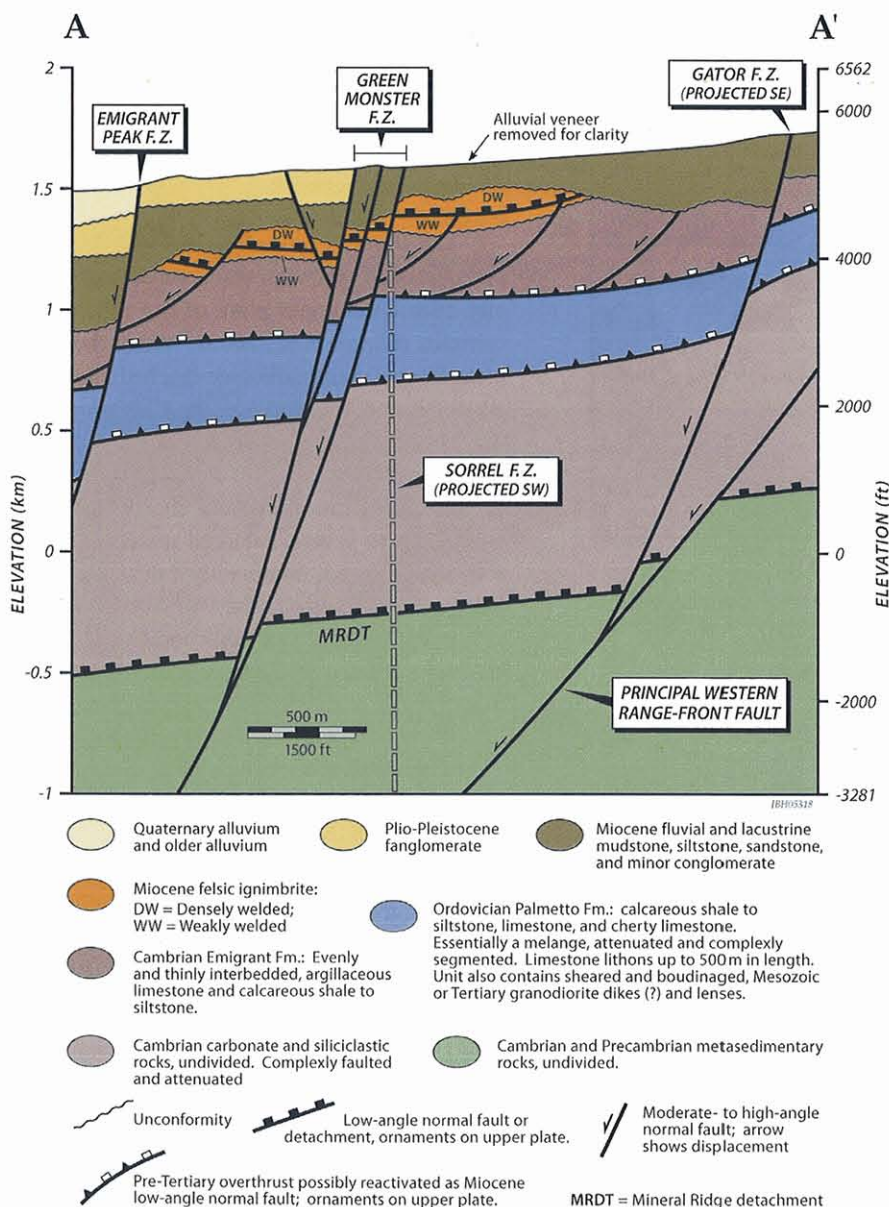 A
A'
2
1.5
1
0.5
0
-0.5
-1
ELEVATION (km)
6562
6000
4000
2000
0
-2000
-3281
ELEVATION (ft)
EMIGRANT
PEAK F. Z.
GREEN
MONSTER
F. Z.
Alluvial veneer
removed for clarity
GATOR F. Z.
(PROJECTED SE)
DW
WW
DW
WW
SORREL F. Z.
(PROJECTED SW)
MRDT
PRINCIPAL WESTERN
RANGE-FRONT FAULT
500 m
1500 ft
JBH05318
Quaternary alluvium
and older alluvium
Plio-Pleistocene
fanglomerate
Miocene fluvial and lacustrine
mudstone, siltstone, sandstone,
and minor conglomerate
Miocene felsic ignimbrite:
DW = Densely welded;
WW = Weakly welded
Ordovician Palmetto Fm.: calcareous shale to
siltstone, limestone, and cherty limestone.
Essentially a melange, attenuated and complexly
segmented. Limestone lithons up to 500 m in length.
Unit also contains sheared and boudinaged, Mesozoic
or Tertiary granodiorite dikes (?) and lenses.
Cambrian Emigrant Fm.: Evenly
and thinly interbedded, argillaceous
limestone and calcareous shale to
siltstone.
Cambrian carbonate and siliciclastic
rocks, undivided. Complexly faulted
and attenuated
Cambrian and Precambrian metasedimentary
rocks, undivided.
Unconformity
Low-angle normal fault or
detachment, ornaments on upper plate.
Moderate- to high-angle
normal fault; arrow
shows displacement
Pre-Tertiary overthrust possibly reactivated as Miocene
low-angle normal fault; ornaments on upper plate.
MRDT = Mineral Ridge detachment